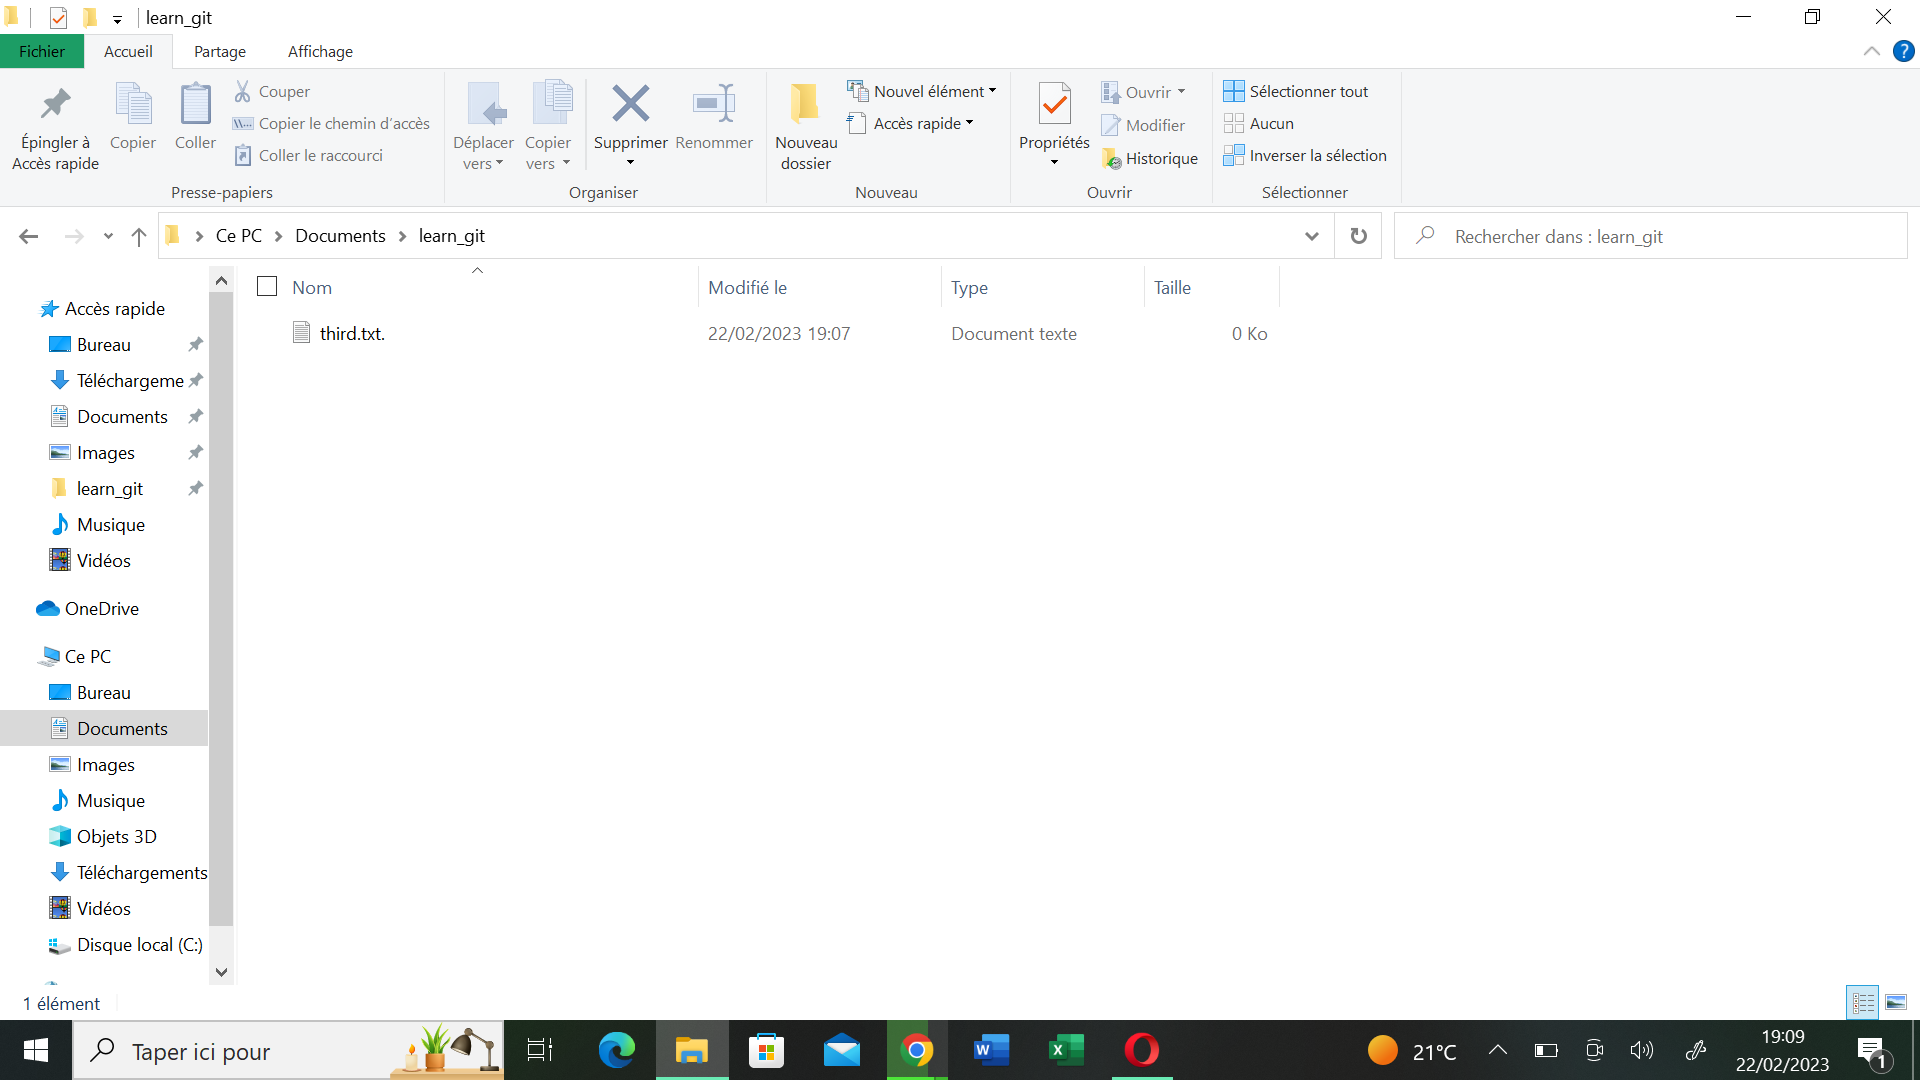 learn_git
Fichier
Accueil
Partage
Affichage
Épingler à
Accès rapide
Copier
Coller
Couper
Copier le chemin d'accès
Coller le raccourci
Presse-papiers
Déplacer
vers
Copier
vers
Supprimer
Renommer
Organiser
Nouveau
dossier
Nouvel élément
Accès rapide
Nouveau
Propriétés
Ouvrir
Modifier
Historique
Ouvrir
Sélectionner tout
Aucun
Inverser la sélection
Sélectionner
Ce PC
Documents
learn_git
Rechercher dans : learn_git
Nom
Modifié le
Type
Taille
third.txt.
22/02/2023 19:07
Document texte
0 Ko
Accès rapide
Bureau
Téléchargeme
Documents
Images
learn_git
Musique
Vidéos
OneDrive
Ce PC
Bureau
Documents
Images
Musique
Objets 3D
Téléchargements
Vidéos
Disque local (C:)
1 élément
Taper ici pour
21°C
19:09
22/02/2023
1